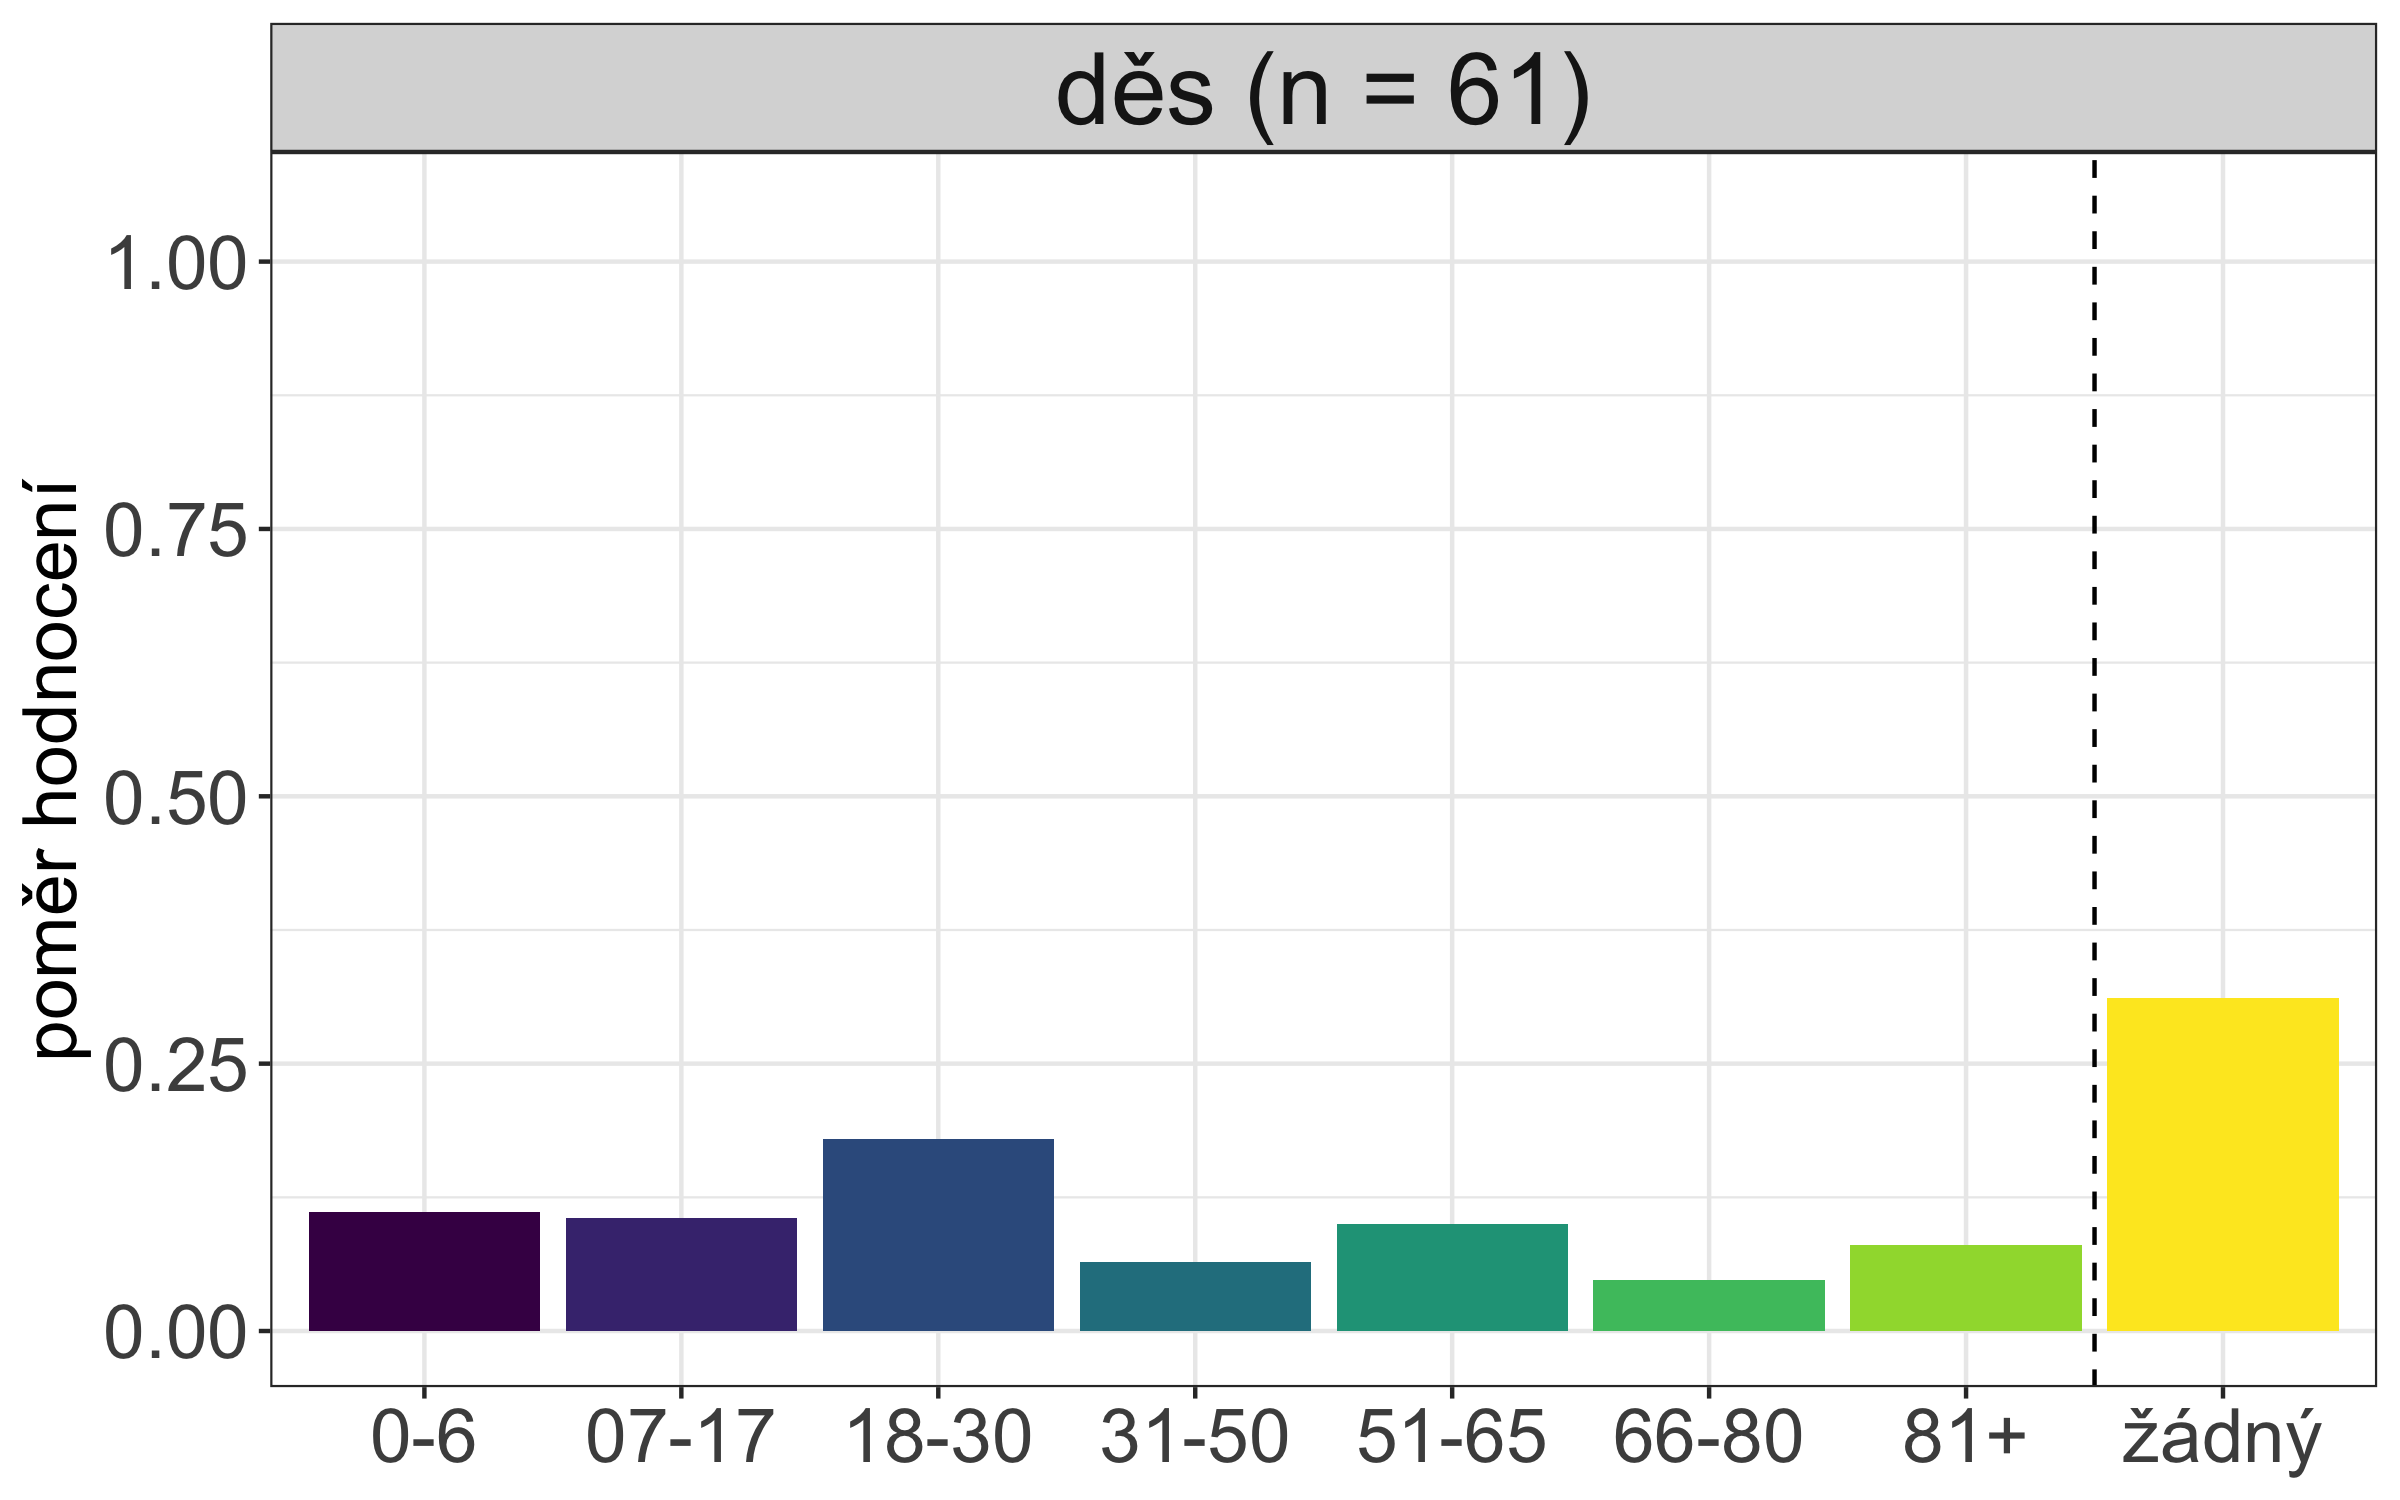 děs (n = 61)
poměr hodnocení
1.00
0.75
0.50
0.25
0.00
0-6 07-17 18-30 31-50 51-65 66-80 81+ žádný